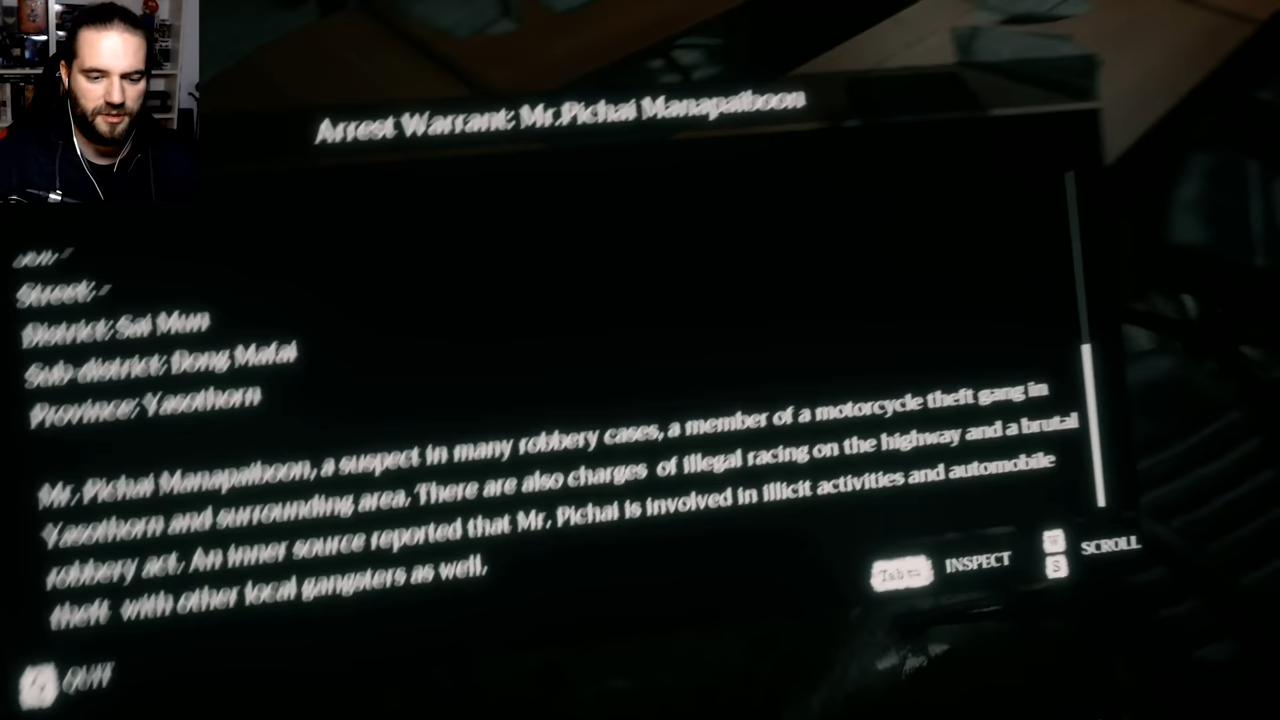 Arrest Warrant: Mr.Pichai Manapathoon
Street: -
District: Sai Mun
Sub-district: Dong Mafai
Province: Yasothorn
Mr. Pichai Manapathoon, a suspect in many robbery cases, a member of a motorcycle theft gang in
Yasothorn and surrounding area. There are also charges of illegal racing on the highway and a brutal
robbery act. An inner source reported that Mr. Pichai is involved in illicit activities and automobile
theft with other local gangsters as well.
Tab INSPECT
W
S SCROLL
QUIT